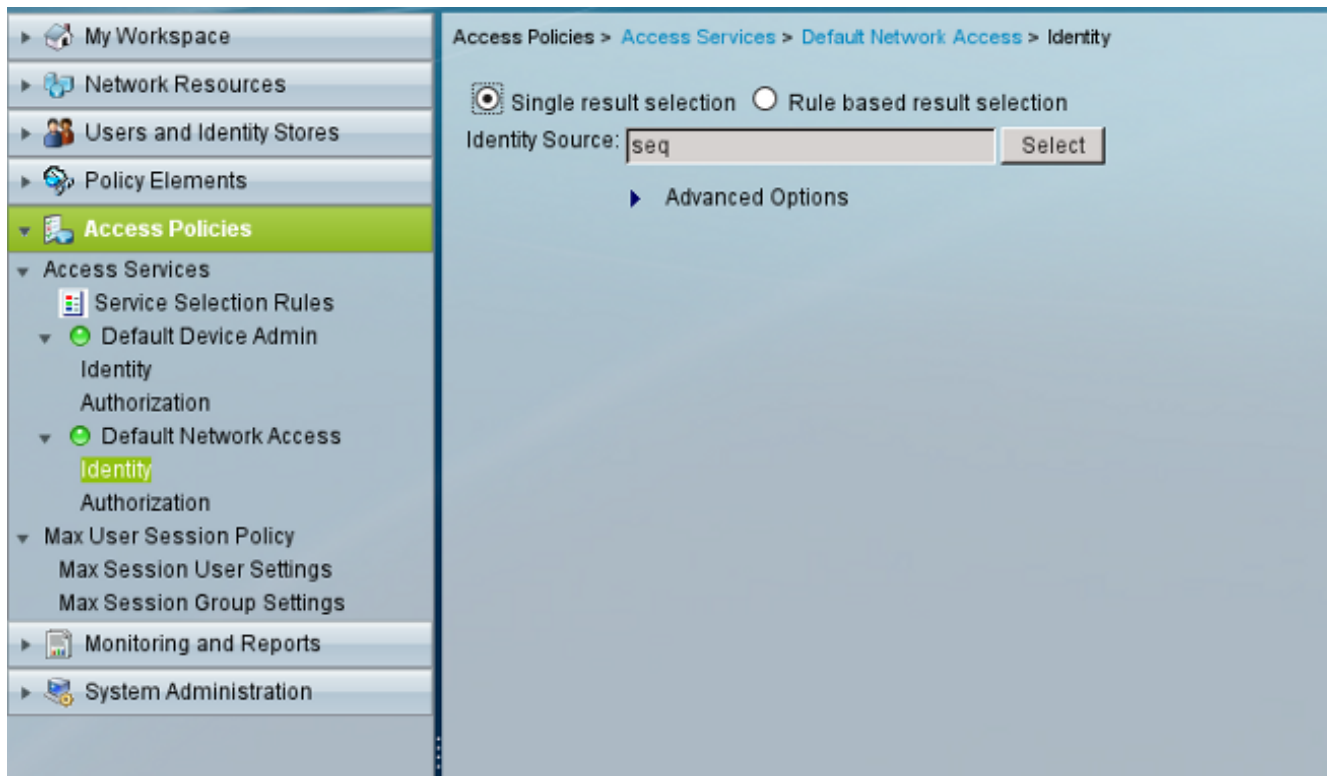 My Workspace
Network Resources
Users and Identity Stores
Policy Elements
Access Policies
Access Services
Service Selection Rules
Default Device Admin
Identity
Authorization
Default Network Access
Identity
Authorization
Max User Session Policy
Max Session User Settings
Max Session Group Settings
Monitoring and Reports
System Administration
Access Policies > Access Services > Default Network Access > Identity
Single result selection Rule based result selection
Identity Source: seq Select
Advanced Options